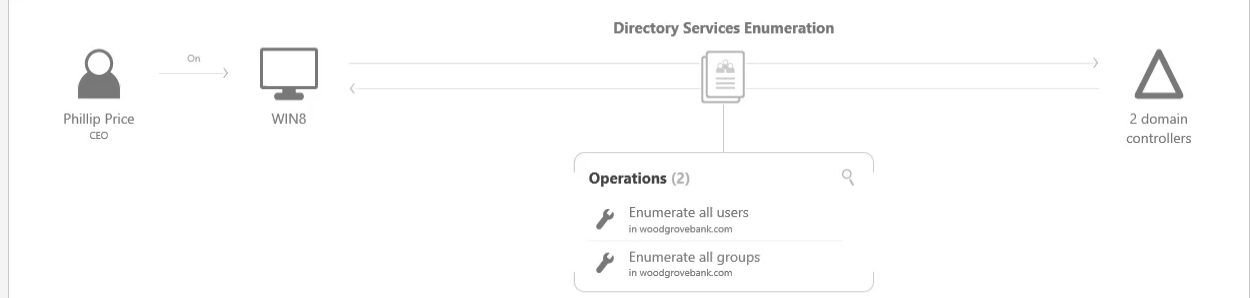 Directory Services Enumeration
On
Phillip Price
CEO
WIN8
2 domain
controllers
Operations (2)
Enumerate all users
in woodgrovebank.com
Enumerate all groups
in woodgrovebank.com